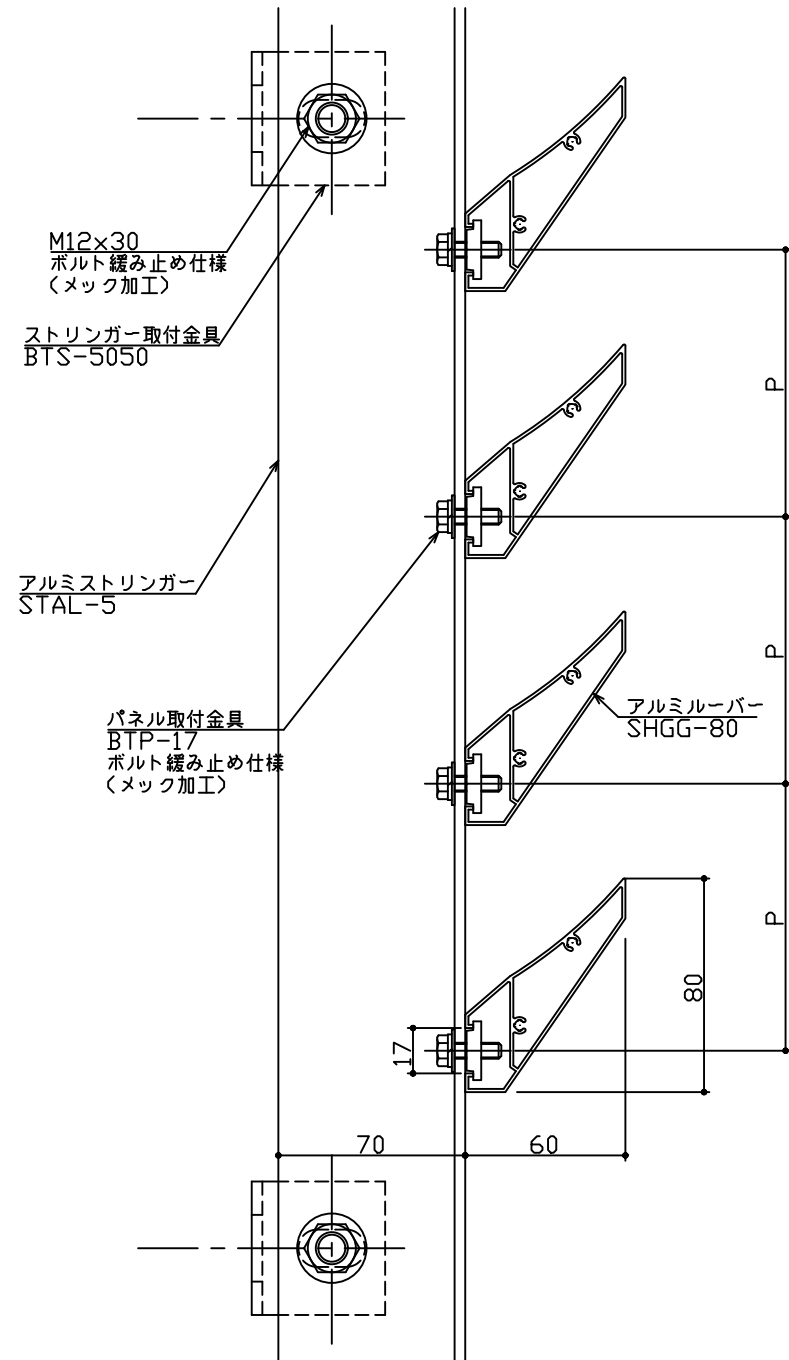 M12×30
ボルト緩み止め仕様
(メック加工)
ストリンガー取付金具
BTS-5050
P
アルミストリンガー
STAL-5
P
アルミルーバー
SHGG-80
パネル取付金具
BTP-17
ボルト緩み止め仕様
(メック加工)
P
80
17
70
60